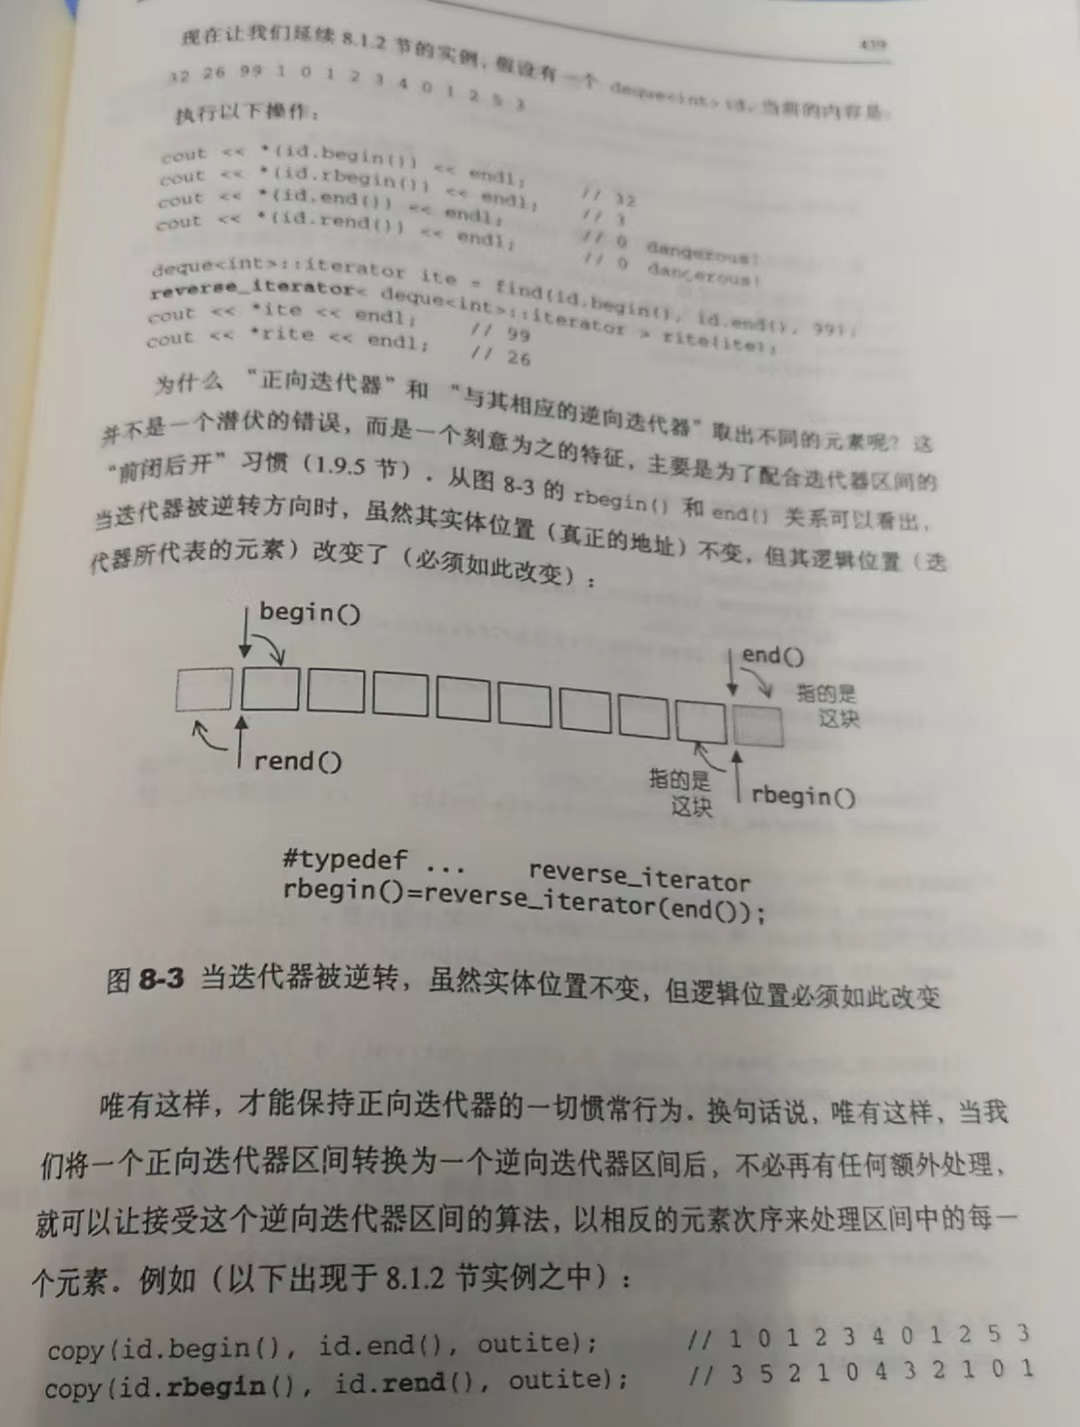 439
现在让我们延续 8.1.2 节的实例，假设有一个 deque<int> id，当前的内容是：
32 26 99 1 0 1 2 3 4 0 1 2 5 3
执行以下操作：
cout << *(id.begin()) << endl; // 32
cout << *(id.rbegin()) << endl; // 3
cout << *(id.end()) << endl; // 0 dangerous!
cout << *(id.rend()) << endl; // 0 dangerous!
deque<int>::iterator ite = find(id.begin(), id.end(), 99);
reverse_iterator< deque<int>::iterator > rite(ite);
cout << *ite << endl; // 99
cout << *rite << endl; // 26
为什么 “正向迭代器”和 “与其相应的逆向迭代器”取出不同的元素呢？这
并不是一个潜伏的错误，而是一个刻意为之的特征，主要是为了配合迭代器区间的
“前闭后开”习惯（1.9.5 节）．从图 8-3 的 rbegin() 和 end() 关系可以看出，
当迭代器被逆转方向时，虽然其实体位置（真正的地址）不变，但其逻辑位置（迭
代器所代表的元素）改变了（必须如此改变）：
begin()
end()
指的是
这块
rend()
指的是
这块
rbegin()
#typedef ... reverse_iterator
rbegin()=reverse_iterator(end());
图 8-3 当迭代器被逆转，虽然实体位置不变，但逻辑位置必须如此改变
唯有这样，才能保持正向迭代器的一切惯常行为．换句话说，唯有这样，当我
们将一个正向迭代器区间转换为一个逆向迭代器区间后，不必再有任何额外处理，
就可以让接受这个逆向迭代器区间的算法，以相反的元素次序来处理区间中的每一
个元素。例如（以下出现于 8.1.2 节实例之中）：
copy(id.begin(), id.end(), outite); // 1 0 1 2 3 4 0 1 2 5 3
copy(id.rbegin(), id.rend(), outite); // 3 5 2 1 0 4 3 2 1 0 1